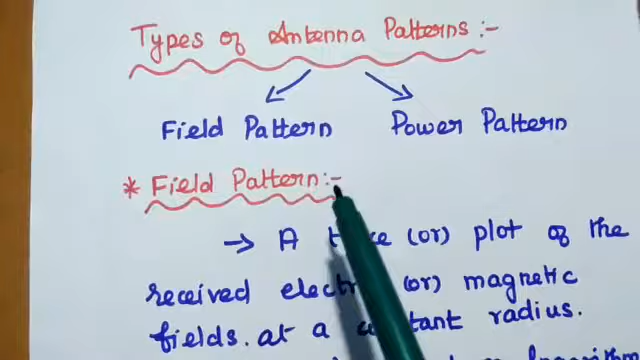 Types of Antenna Patterns :-
Field Pattern Power Pattern
* Field Pattern :-
→ A (or) plot of the
received (or) magnetic
fields. at a radius.